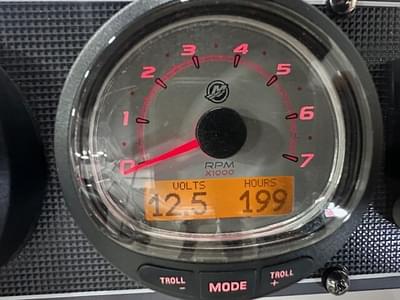 0 1 2 3 4 5 6 7
RPM
X1000
VOLTS HOURS
12.5 199
TROLL - MODE TROLL +